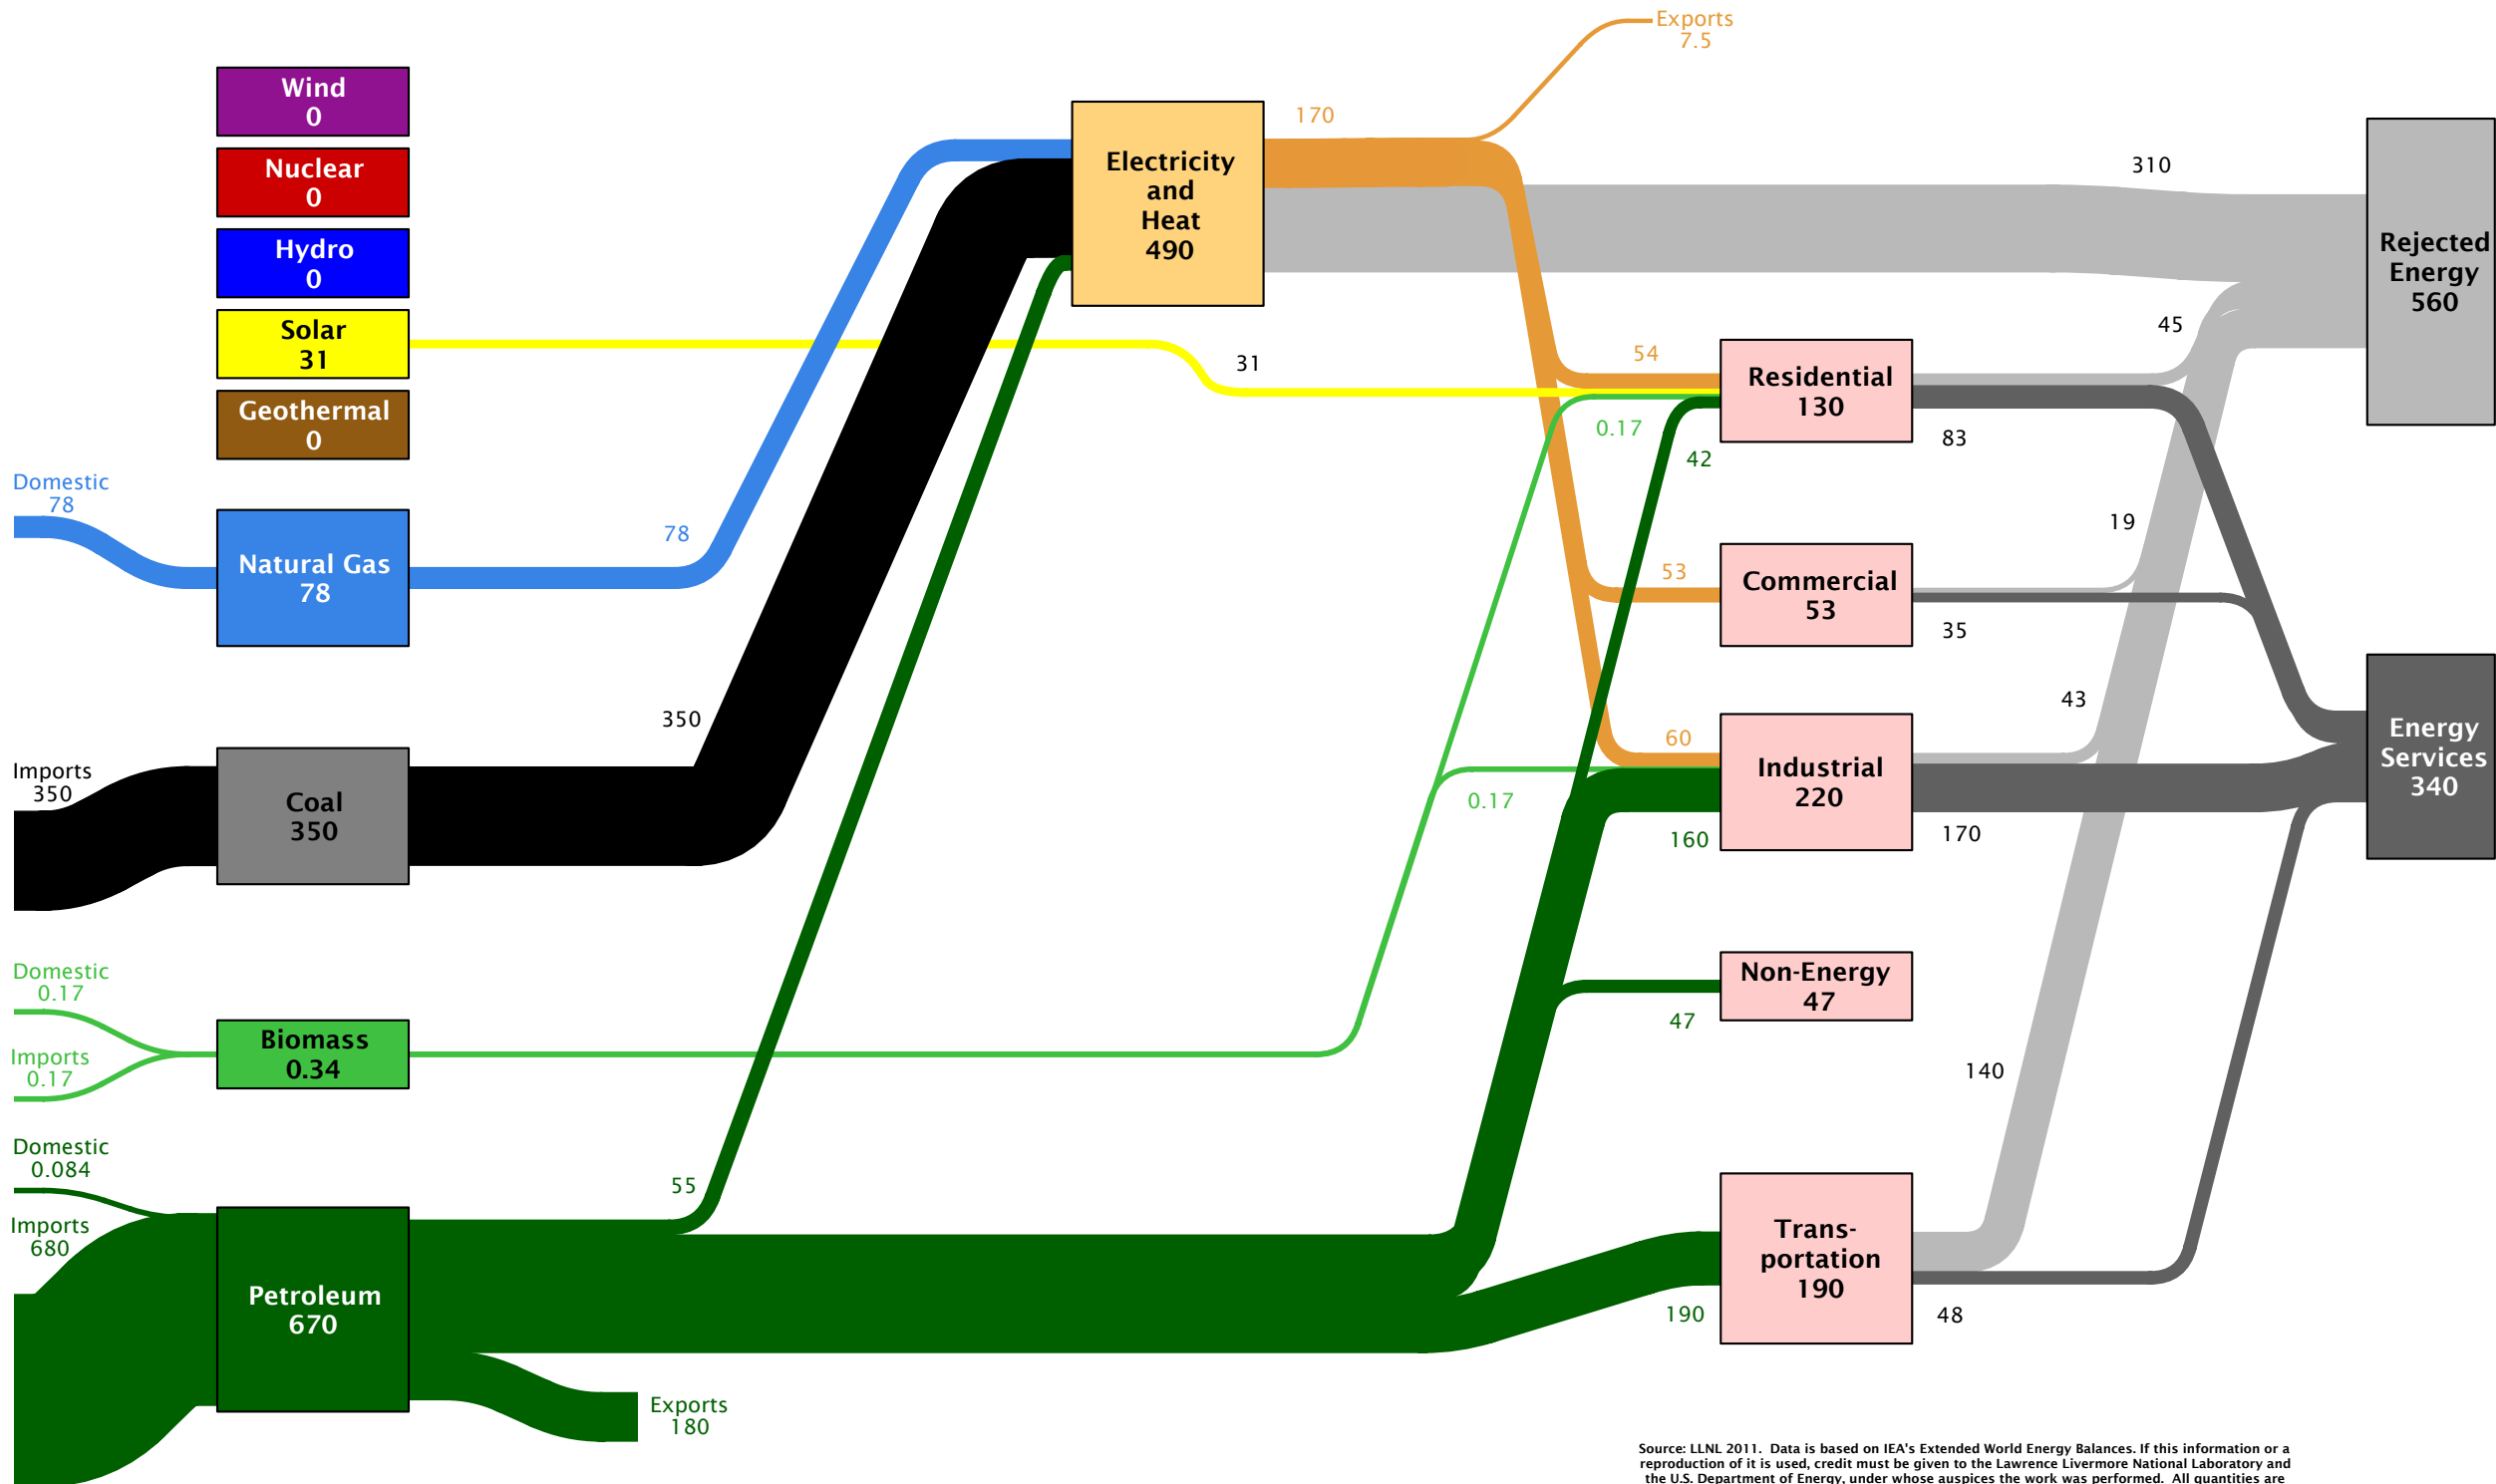 Exports
7.5
Wind
0
Nuclear
0
Hydro
0
Solar
31
Geothermal
0
Domestic
78
Natural Gas
78
78
Imports
350
Coal
350
350
Domestic
0.17
Imports
0.17
Biomass
0.34
Domestic
0.084
Imports
680
Petroleum
670
55
Exports
180
Electricity
and
Heat
490
170
31
54
0.17
42
Residential
130
53
Commercial
53
60
0.17
160
Industrial
220
47
Non-Energy
47
190
Trans-
portation
190
310
45
83
19
35
43
170
140
48
Rejected
Energy
560
Energy
Services
340
Source: LLNL 2011. Data is based on IEA's Extended World Energy Balances. If this information or a
reproduction of it is used, credit must be given to the Lawrence Livermore National Laboratory and
the U.S. Department of Energy, under whose auspices the work was performed. All quantities are